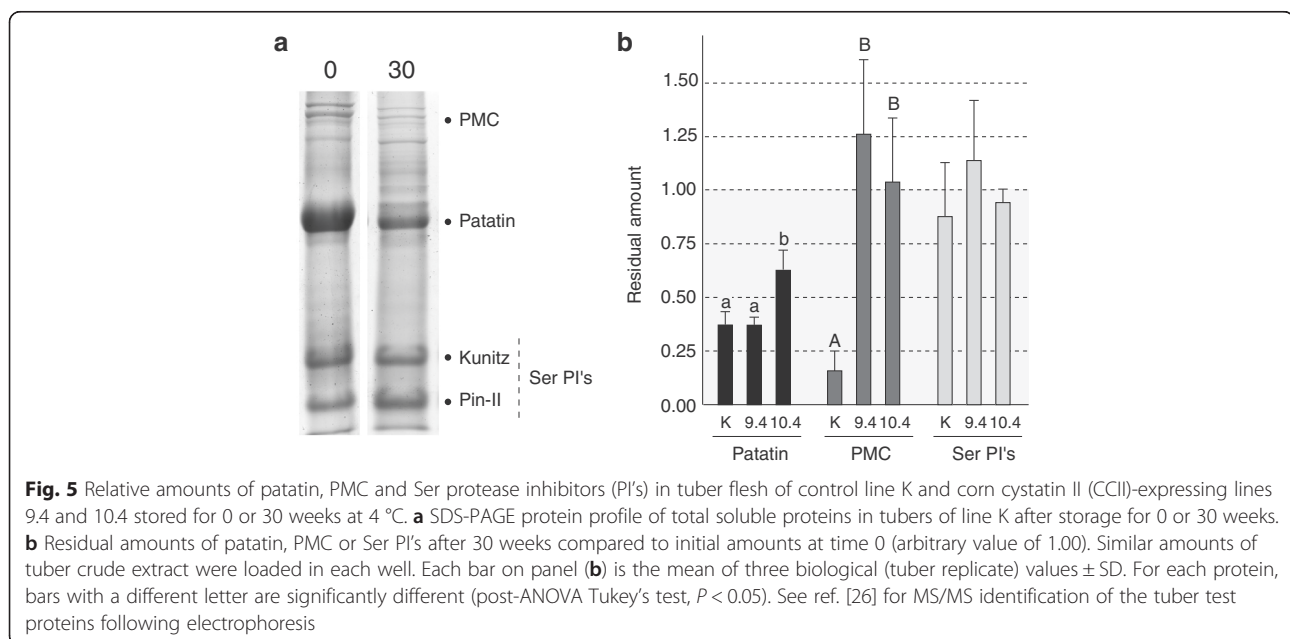 a
0 30
• PMC
• Patatin
• Kunitz
Ser PI's
• Pin-II
b
Residual amount
1.50
1.25
1.00
0.75
0.50
0.25
0.00
a a b
A B B
K 9.4 10.4 K 9.4 10.4 K 9.4 10.4
Patatin PMC Ser PI's
Fig. 5 Relative amounts of patatin, PMC and Ser protease inhibitors (PI's) in tuber flesh of control line K and corn cystatin II (CCII)-expressing lines
9.4 and 10.4 stored for 0 or 30 weeks at 4 °C. a SDS-PAGE protein profile of total soluble proteins in tubers of line K after storage for 0 or 30 weeks.
b Residual amounts of patatin, PMC or Ser PI's after 30 weeks compared to initial amounts at time 0 (arbitrary value of 1.00). Similar amounts of
tuber crude extract were loaded in each well. Each bar on panel (b) is the mean of three biological (tuber replicate) values ± SD. For each protein,
bars with a different letter are significantly different (post-ANOVA Tukey's test, P < 0.05). See ref. [26] for MS/MS identification of the tuber test
proteins following electrophoresis